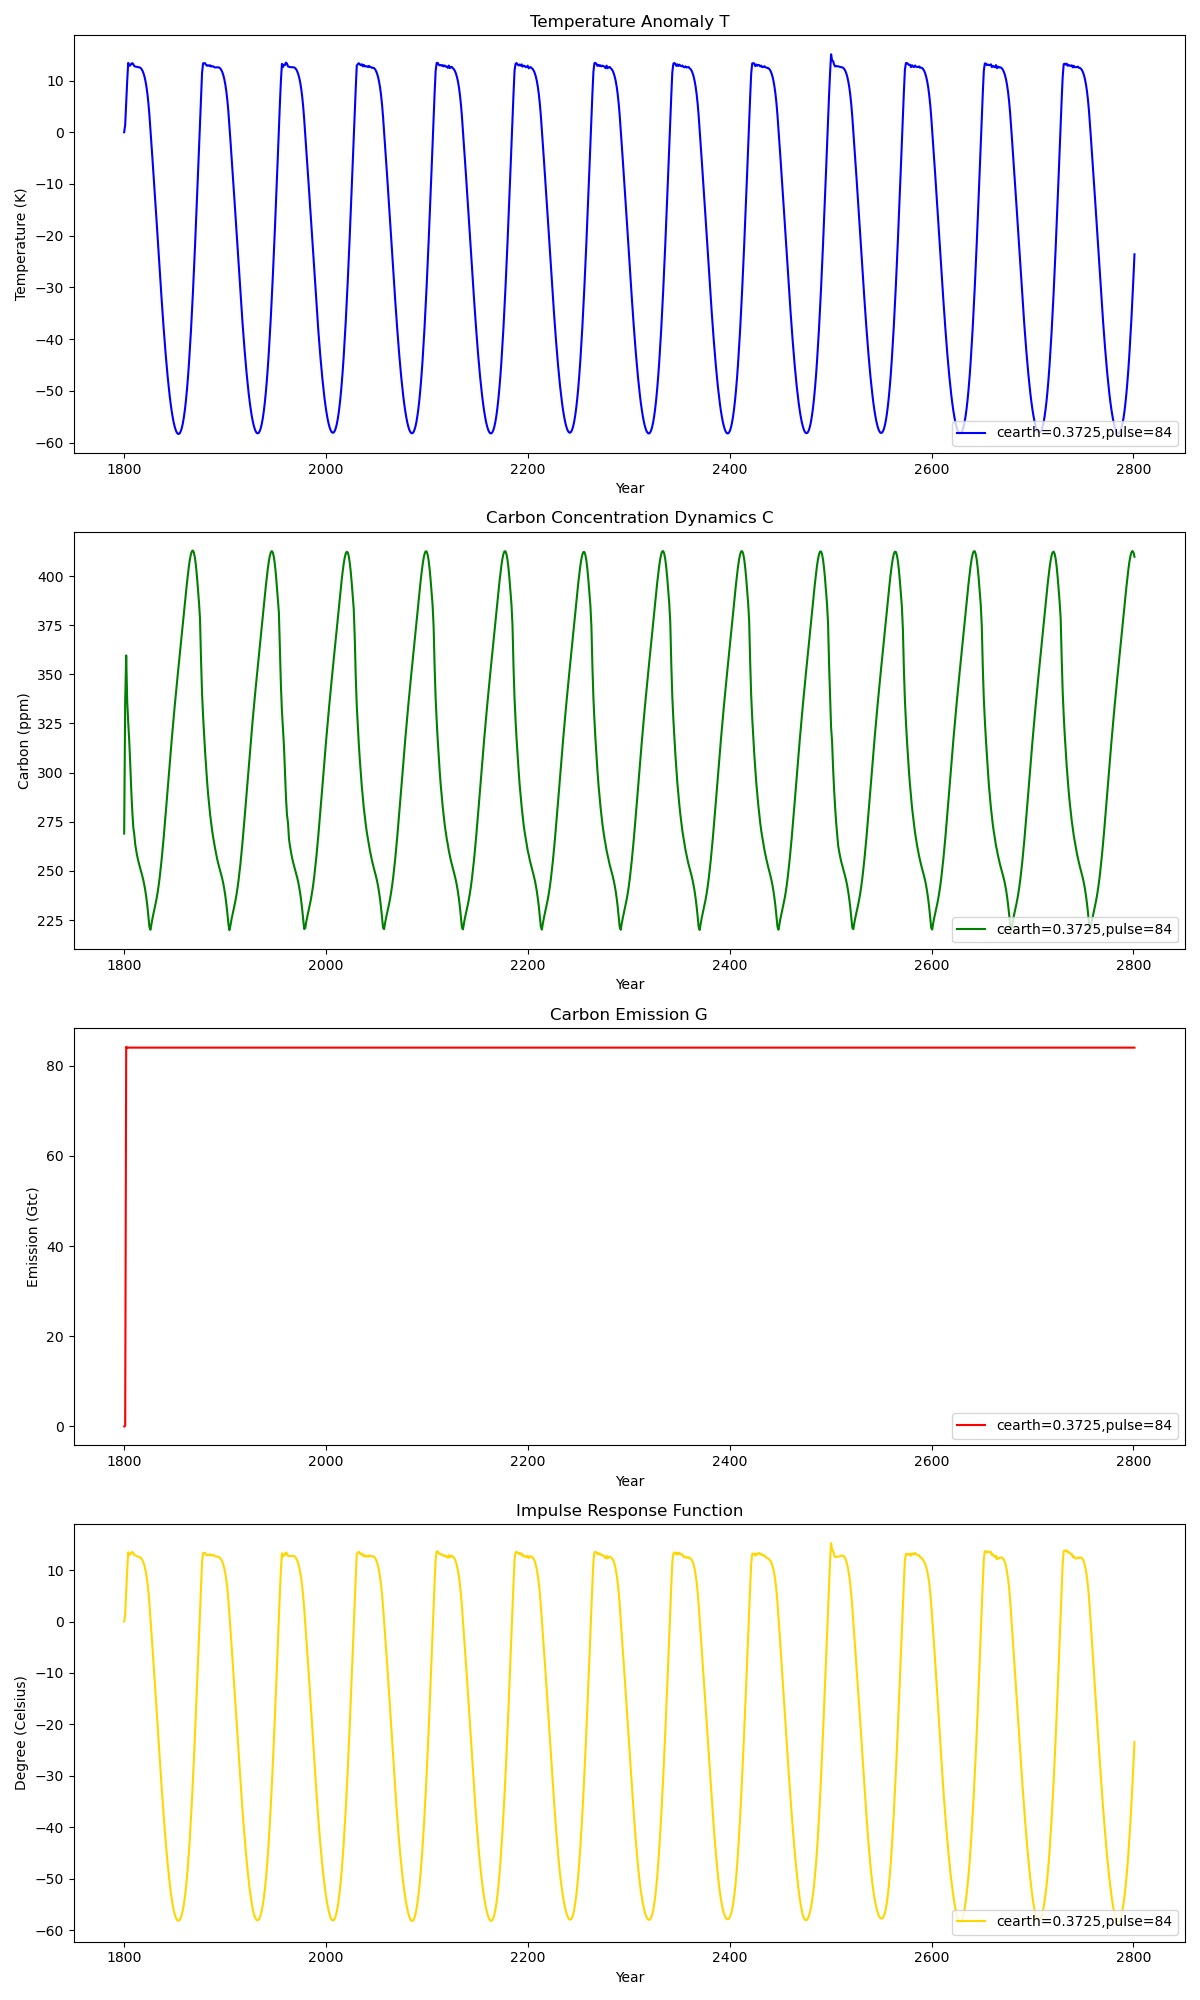 Temperature Anomaly T
10
0
−10
−20
−30
−40
−50
−60
Temperature (K)
cearth=0.3725,pulse=84
1800 2000 2200 2400 2600 2800
Year
Carbon Concentration Dynamics C
400
375
350
325
300
275
250
225
Carbon (ppm)
cearth=0.3725,pulse=84
1800 2000 2200 2400 2600 2800
Year
Carbon Emission G
80
60
40
20
0
Emission (Gtc)
cearth=0.3725,pulse=84
1800 2000 2200 2400 2600 2800
Year
Impulse Response Function
10
0
−10
−20
−30
−40
−50
−60
Degree (Celsius)
cearth=0.3725,pulse=84
1800 2000 2200 2400 2600 2800
Year